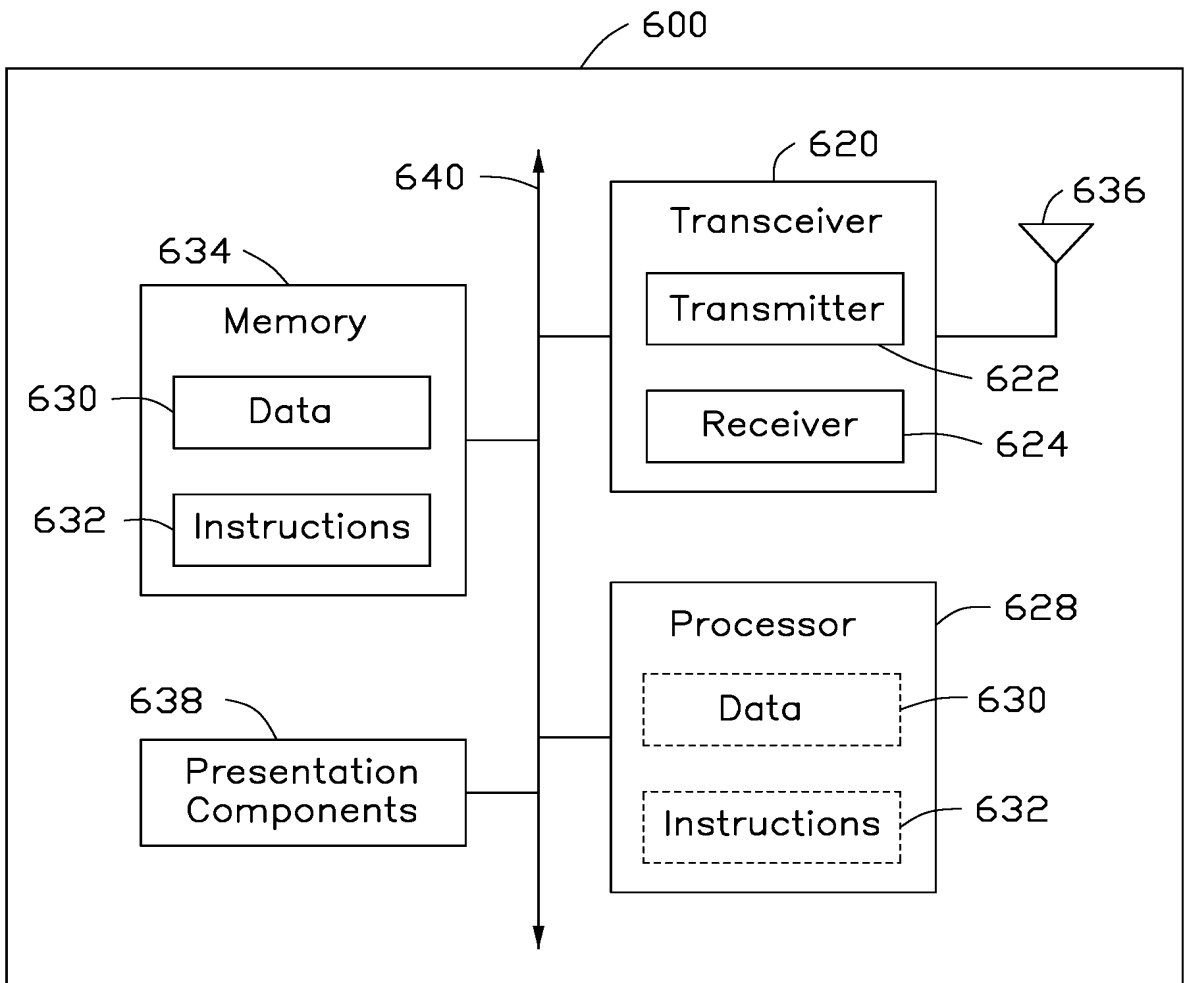 600
640
620
Transceiver
636
634
Memory
Transmitter
622
630
Data
Receiver
624
632
Instructions
Processor
628
638
Data
630
Presentation
Components
Instructions
632